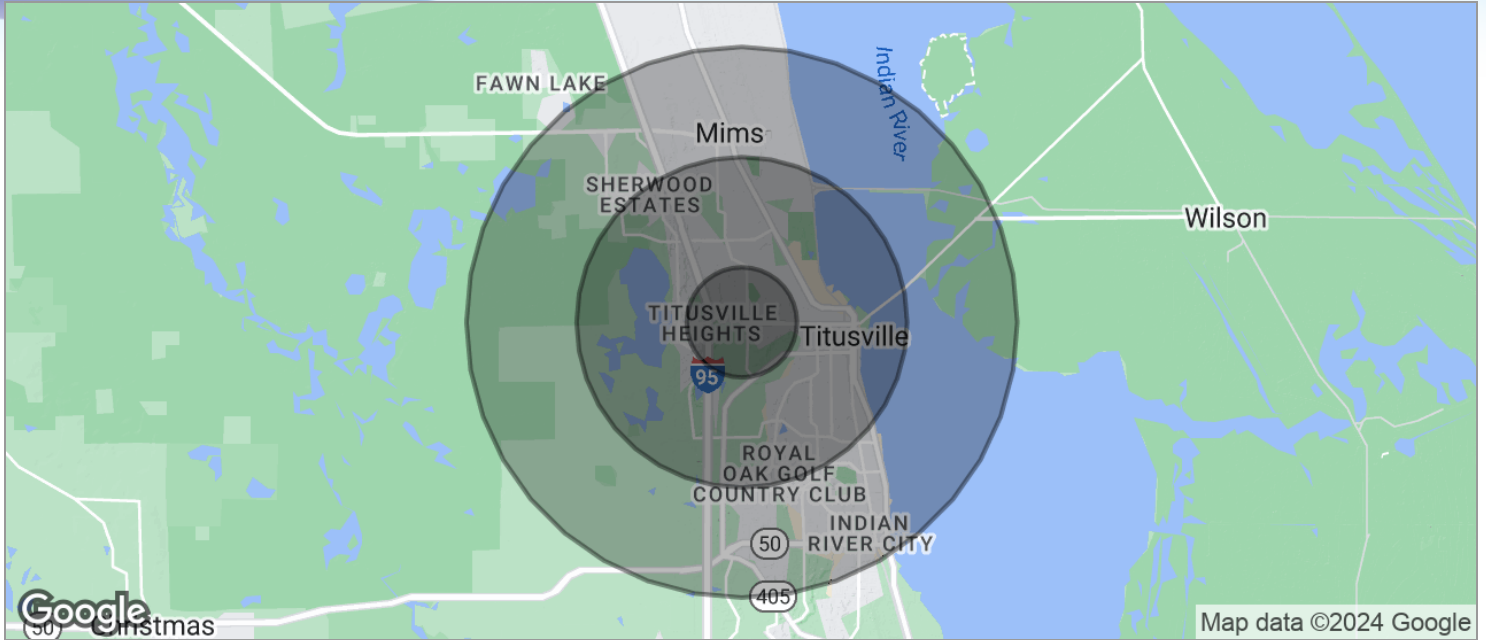 FAWN LAKE
Indian River
Mims
SHERWOOD
ESTATES
Wilson
TITUSVILLE
HEIGHTS
Titusville
95
ROYAL
OAK GOLF
COUNTRY CLUB
INDIAN
RIVER CITY
50
405
Google
50
Christmas
Map data ©2024 Google